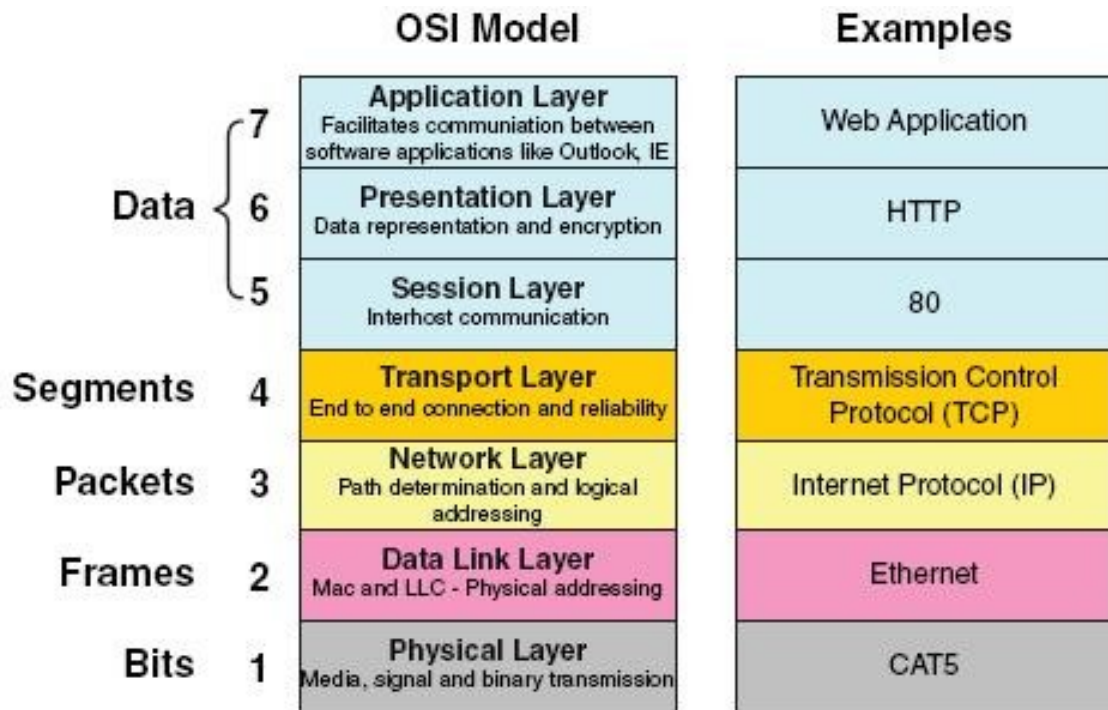 OSI Model
Examples
Data
7
Application Layer
Facilitates communiation between
software applications like Outlook, IE
Web Application
6
Presentation Layer
Data representation and encryption
HTTP
5
Session Layer
Interhost communication
80
Segments
4
Transport Layer
End to end connection and reliability
Transmission Control
Protocol (TCP)
Packets
3
Network Layer
Path determination and logical
addressing
Internet Protocol (IP)
Frames
2
Data Link Layer
Mac and LLC - Physical addressing
Ethernet
Bits
1
Physical Layer
Media, signal and binary transmission
CAT5